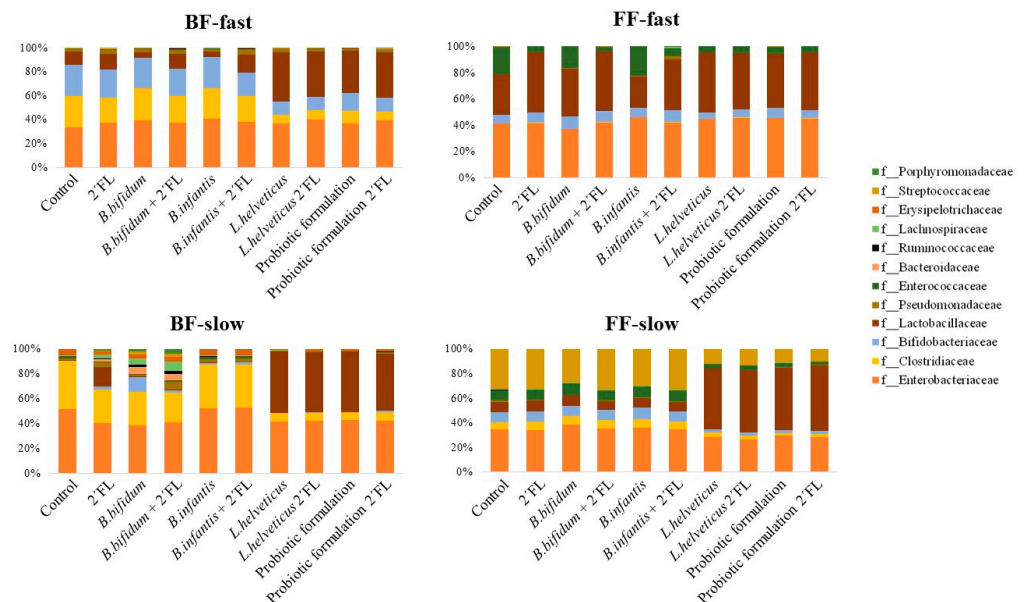 BF-fast
100%
80%
60%
40%
20%
0%
Control
2'FL
B.bifidum
B.bifidum + 2'FL
B.infantis
B.infantis + 2'FL
L.helveticus
L.helveticus 2'FL
Probiotic formulation
Probiotic formulation 2'FL
FF-fast
100%
80%
60%
40%
20%
0%
Control
2'FL
B.bifidum
B.bifidum + 2'FL
B.infantis
B.infantis + 2'FL
L.helveticus
L.helveticus 2'FL
Probiotic formulation
Probiotic formulation 2'FL
BF-slow
100%
80%
60%
40%
20%
0%
Control
2'FL
B.bifidum
B.bifidum + 2'FL
B.infantis
B.infantis + 2'FL
L.helveticus
L.helveticus 2'FL
Probiotic formulation
Probiotic formulation 2'FL
FF-slow
100%
80%
60%
40%
20%
0%
Control
2'FL
B.bifidum
B.bifidum + 2'FL
B.infantis
B.infantis + 2'FL
L.helveticus
L.helveticus 2'FL
Probiotic formulation
Probiotic formulation 2'FL
f__Porphyromonadaceae
f__Streptococcaceae
f__Erysipelotrichaceae
f__Lachnospiraceae
f__Ruminococcaceae
f__Bacteroidaceae
f__Enterococcaceae
f__Pseudomonadaceae
f__Lactobacillaceae
f__Bifidobacteriaceae
f__Clostridiaceae
f__Enterobacteriaceae